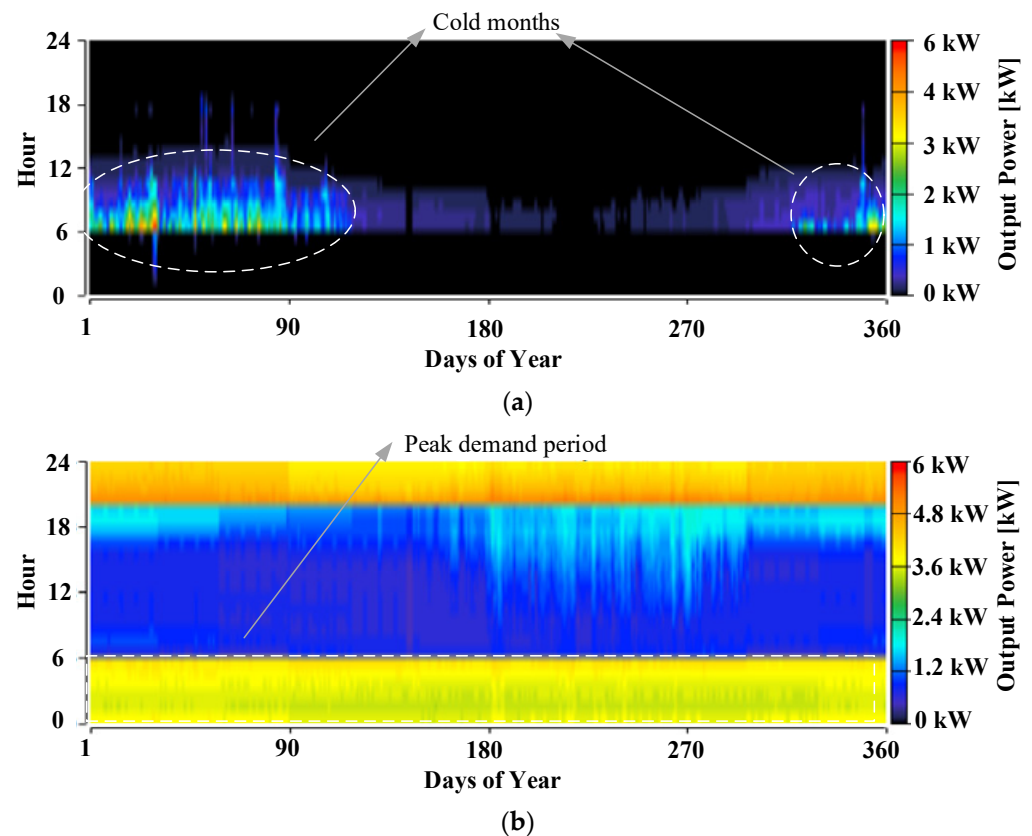 Cold months
24
18
12
6
0
Hour
1
90
180
270
360
Days of Year
6 kW
4 kW
3 kW
2 kW
1 kW
0 kW
Output Power [kW]
(a)
Peak demand period
24
18
12
6
0
Hour
1
90
180
270
360
Days of Year
6 kW
4.8 kW
3.6 kW
2.4 kW
1.2 kW
0 kW
Output Power [kW]
(b)